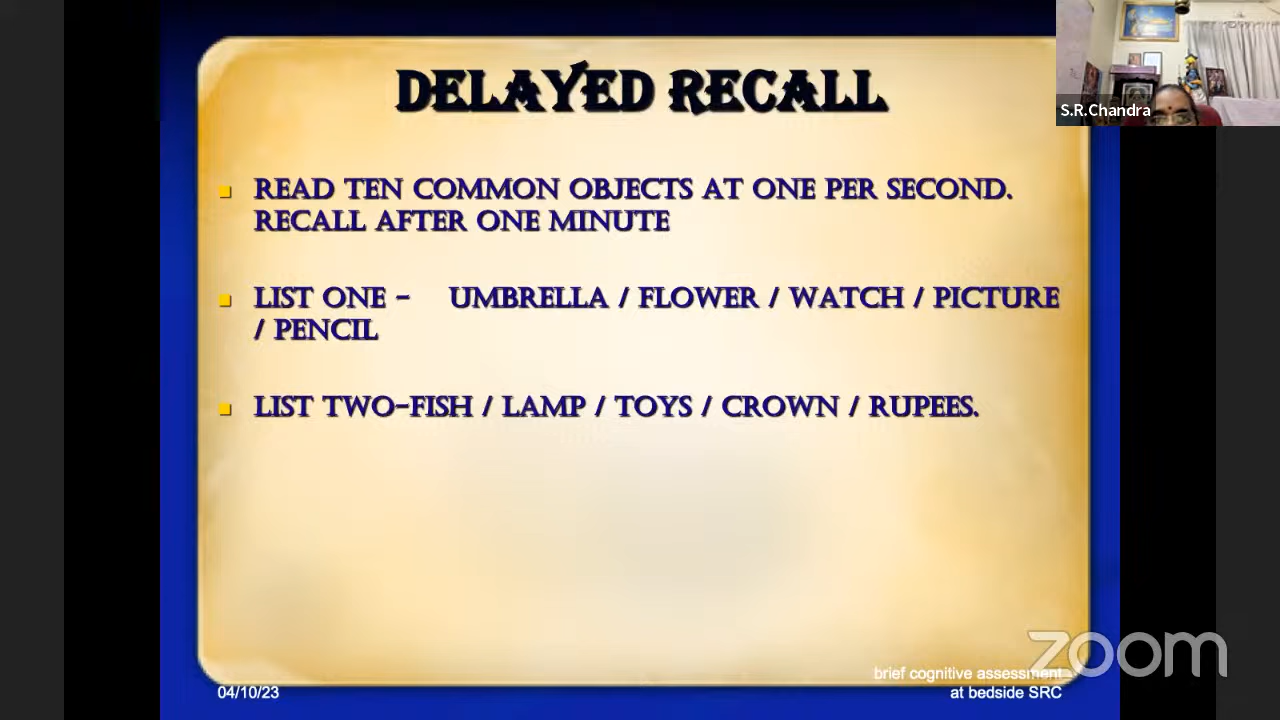 DELAYED RECALL
S.R.Chandra
READ TEN COMMON OBJECTS AT ONE PER SECOND.
RECALL AFTER ONE MINUTE
LIST ONE - UMBRELLA / FLOWER / WATCH / PICTURE
/ PENCIL
LIST TWO-FISH / LAMP / TOYS / CROWN / RUPEES.
zoom
04/10/23
brief cognitive assessment
at bedside SRC